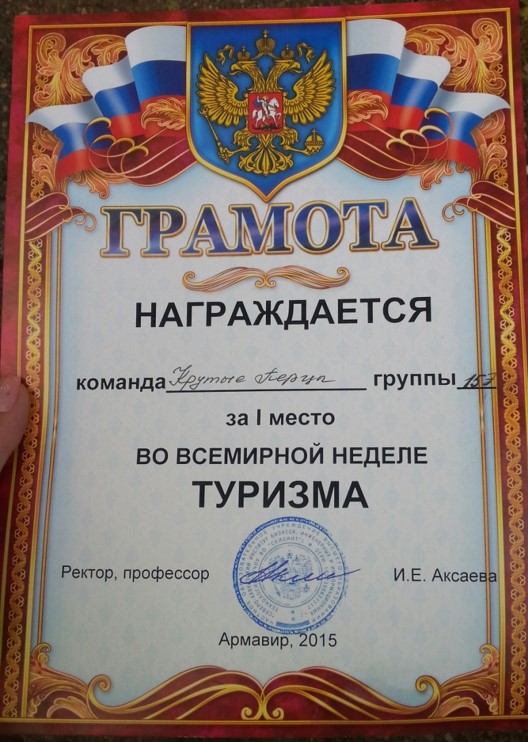 ГРАМОТА
НАГРАЖДАЕТСЯ
команда Крутые Перцы группы
за I место
ВО ВСЕМИРНОЙ НЕДЕЛЕ
ТУРИЗМА
Ректор, профессор И.Е. Аксаева
Армавир, 2015